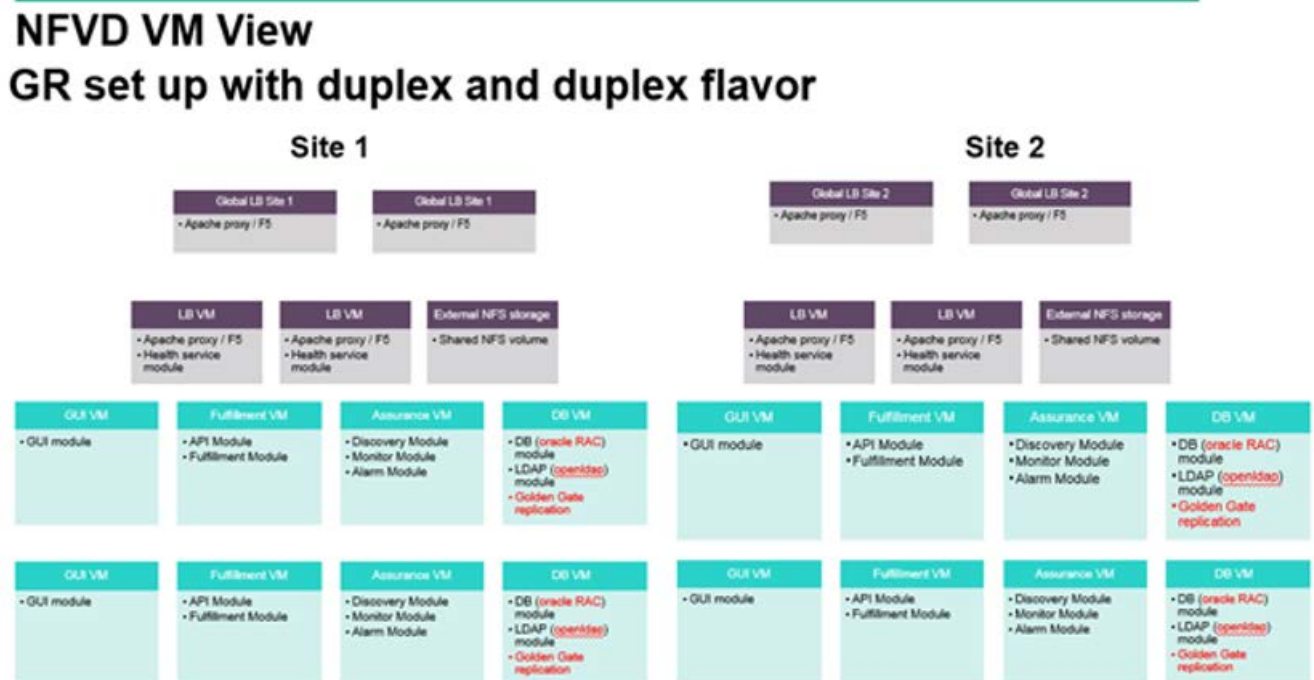 NFVD VM View
GR set up with duplex and duplex flavor
Site 1
Global LB Site 1
• Apache proxy / F5
Global LB Site 1
• Apache proxy / F5
LB VM
• Apache proxy / F5
• Health service
module
LB VM
• Apache proxy / F5
• Health service
module
External NFS storage
• Shared NFS volume
GUI VM
• GUI module
Fulfillment VM
• API Module
• Fulfillment Module
Assurance VM
• Discovery Module
• Monitor Module
• Alarm Module
DB VM
• DB (oracle RAC)
module
• LDAP (openldap)
module
• Golden Gate
replication
GUI VM
• GUI module
Fulfillment VM
• API Module
• Fulfillment Module
Assurance VM
• Discovery Module
• Monitor Module
• Alarm Module
DB VM
• DB (oracle RAC)
module
• LDAP (openldap)
module
• Golden Gate
replication
Site 2
Global LB Site 2
• Apache proxy / F5
Global LB Site 2
• Apache proxy / F5
LB VM
• Apache proxy / F5
• Health service
module
LB VM
• Apache proxy / F5
• Health service
module
External NFS storage
• Shared NFS volume
GUI VM
• GUI module
Fulfillment VM
• API Module
• Fulfillment Module
Assurance VM
• Discovery Module
• Monitor Module
• Alarm Module
DB VM
• DB (oracle RAC)
module
• LDAP (openldap)
module
• Golden Gate
replication
GUI VM
• GUI module
Fulfillment VM
• API Module
• Fulfillment Module
Assurance VM
• Discovery Module
• Monitor Module
• Alarm Module
DB VM
• DB (oracle RAC)
module
• LDAP (openldap)
module
• Golden Gate
replication